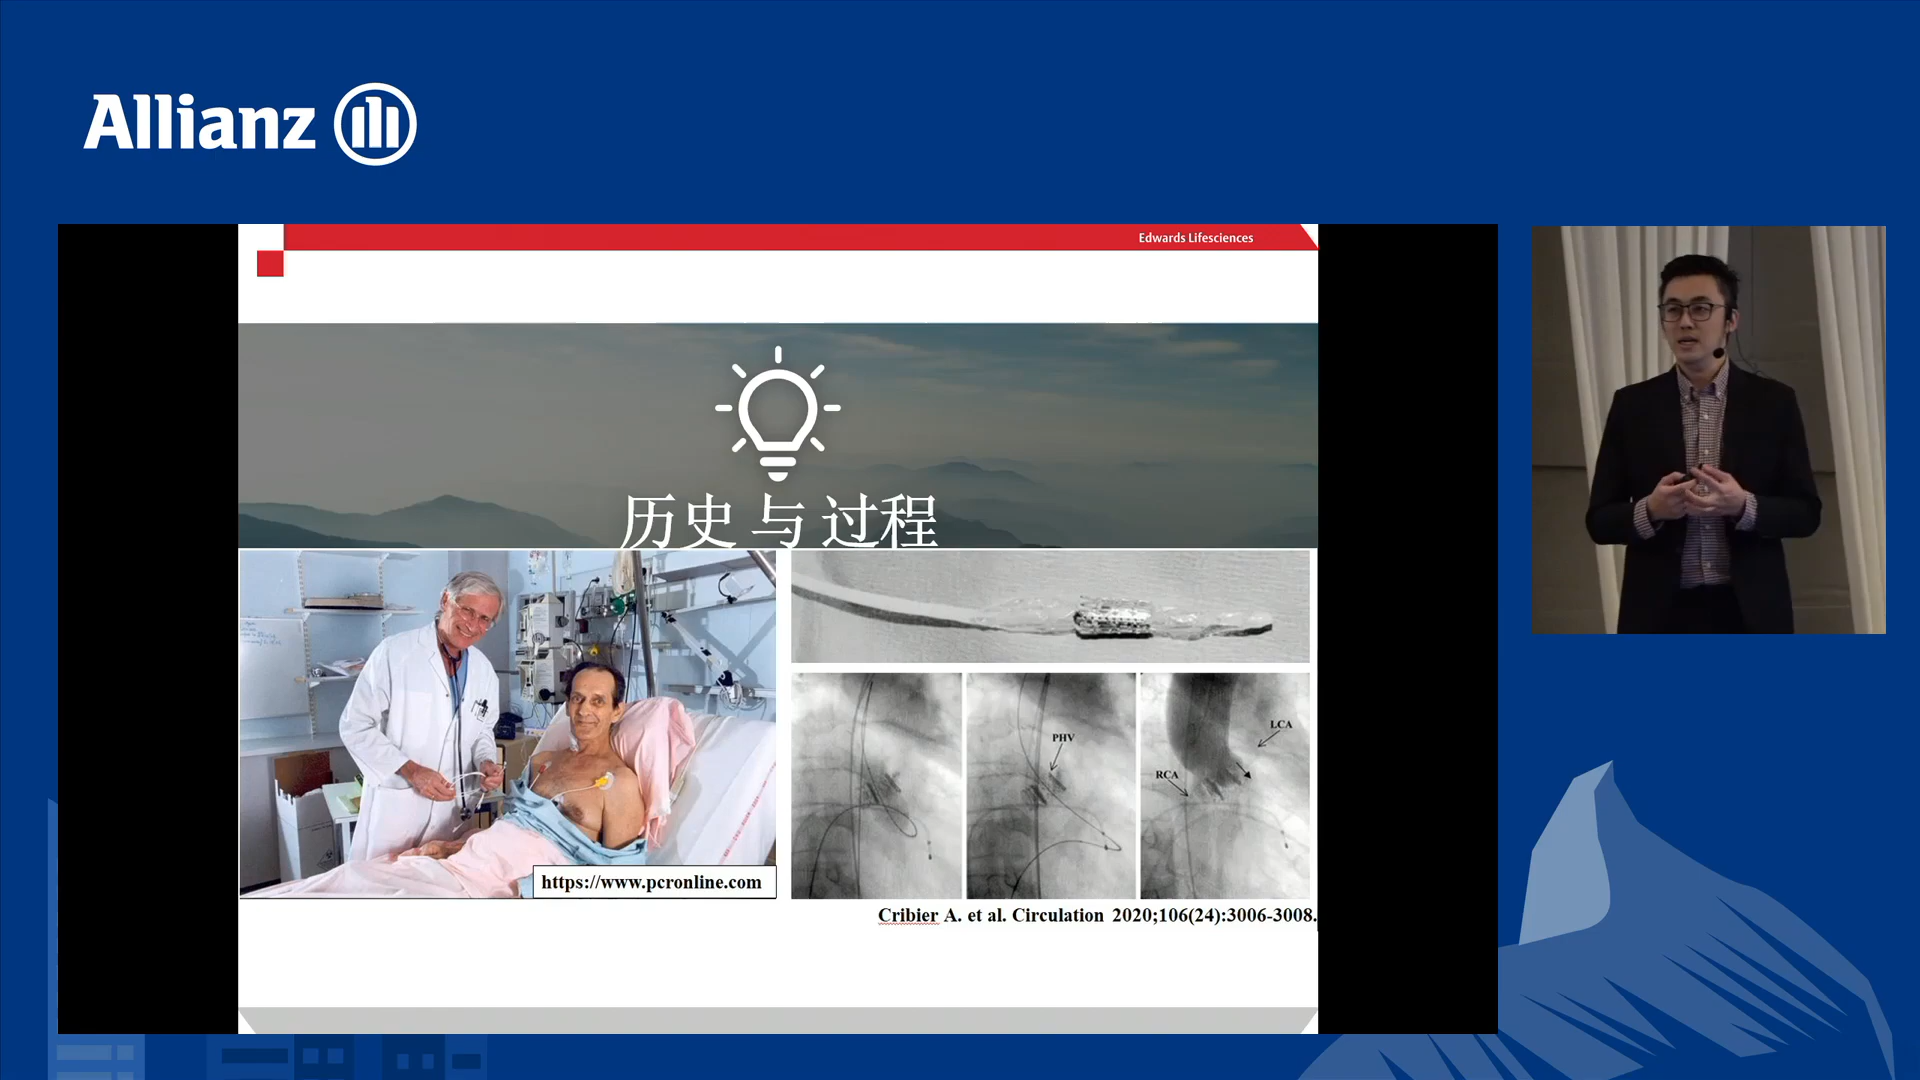 Allianz
Edwards Lifesciences
历史 与 过程
PHV
LCA
RCA
https://www.pcronline.com
Cribier A. et al. Circulation 2020;106(24):3006-3008.